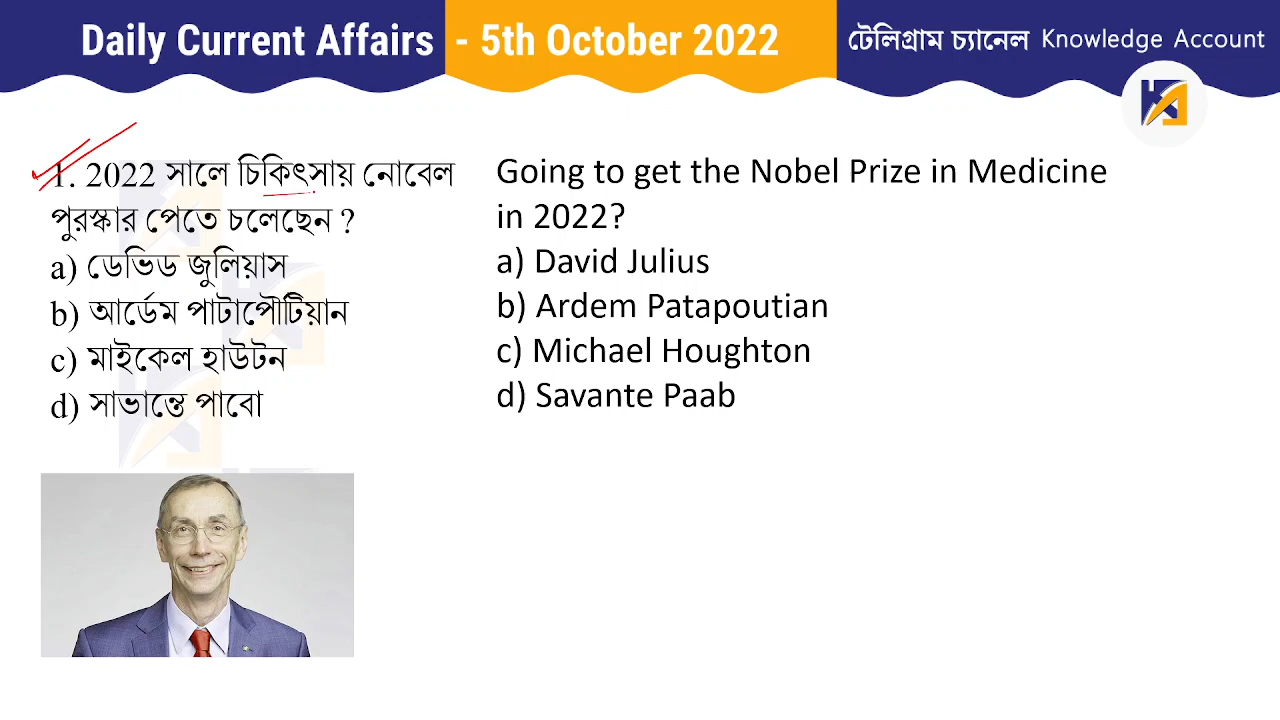 Daily Current Affairs - 5th October 2022
টেলিগ্রাম চ্যানেল Knowledge Account
1. 2022 সালে চিকিৎসায় নোবেল
পুরস্কার পেতে চলেছেন ?
a) ডেভিড জুলিয়াস
b) আর্ডেম পাটাপৌটিয়ান
c) মাইকেল হাউটন
d) সাভান্তে পাবো
Going to get the Nobel Prize in Medicine
in 2022?
a) David Julius
b) Ardem Patapoutian
c) Michael Houghton
d) Savante Paab